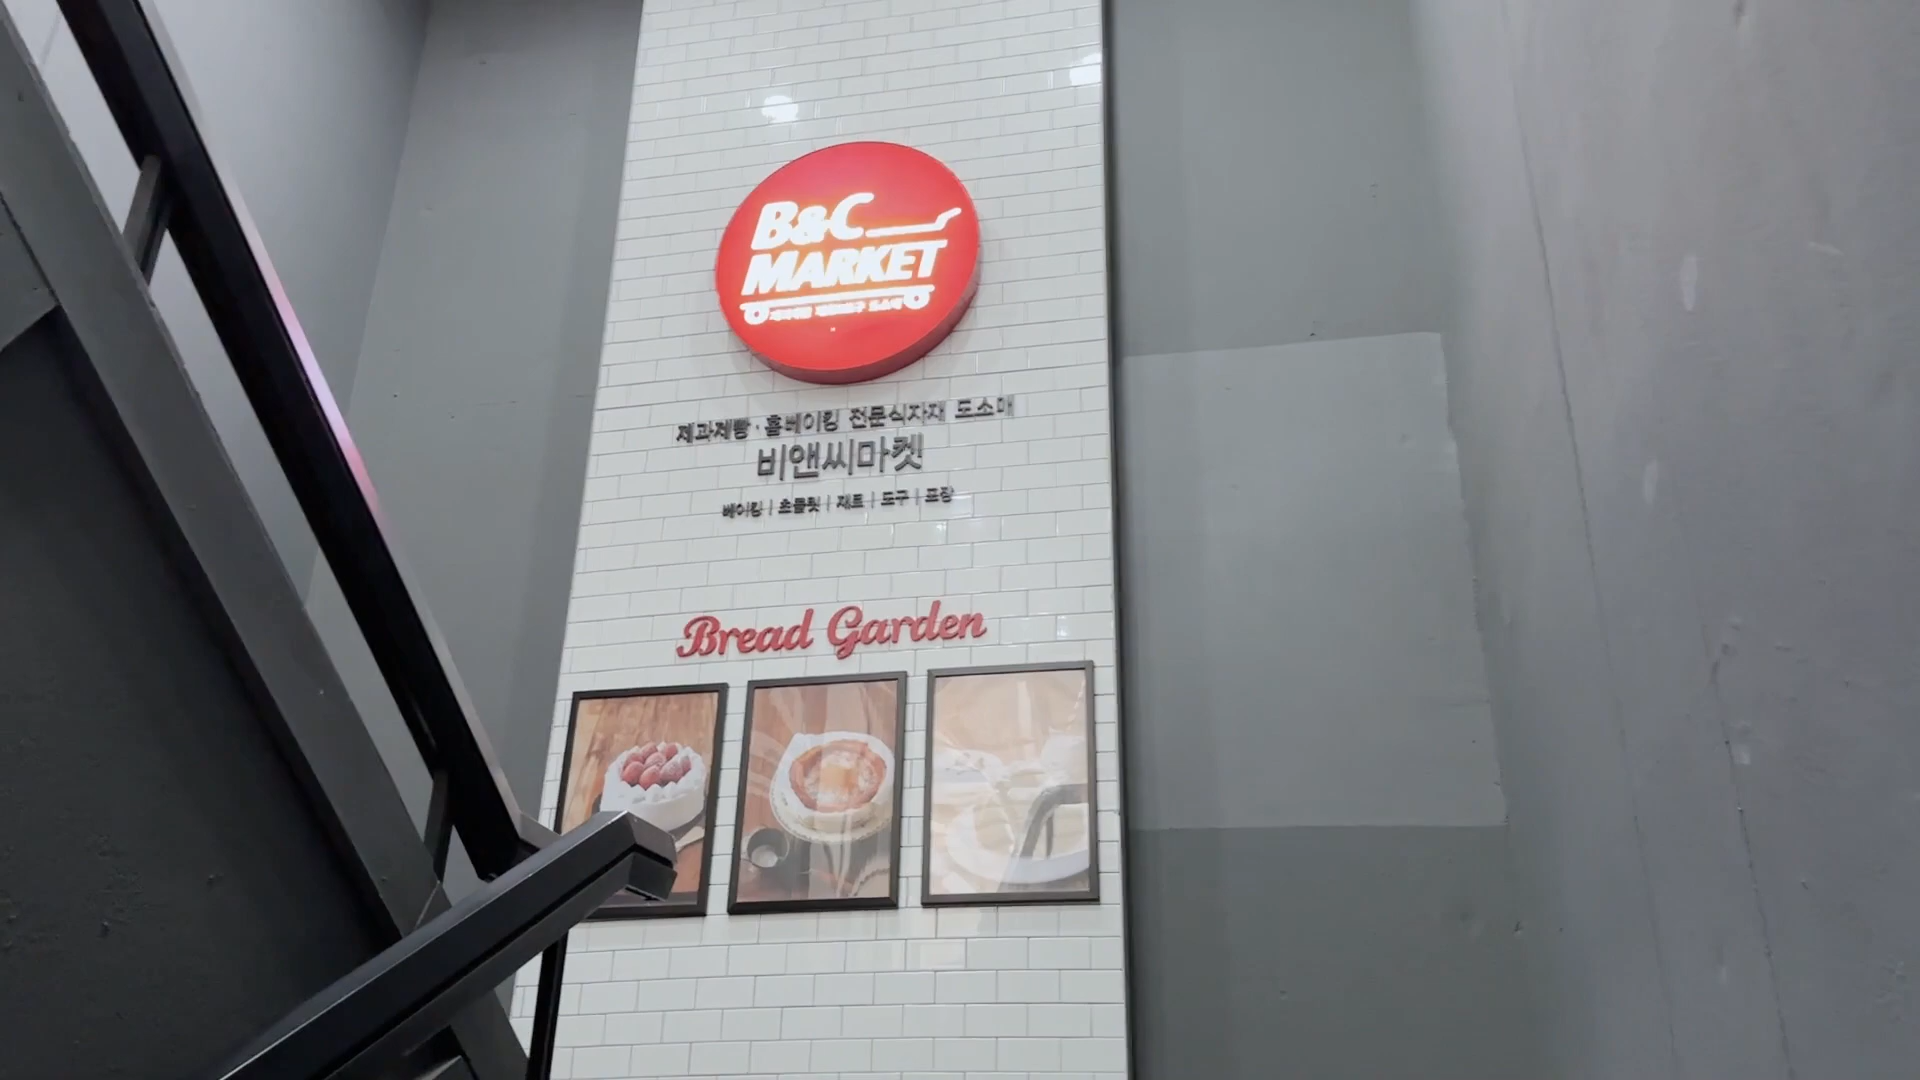 B&C
MARKET
제과제빵·홈베이킹 전문식자재 도소매
비앤씨마켓
베이킹 | 초콜릿 | 재료 | 도구 | 포장
Bread Garden